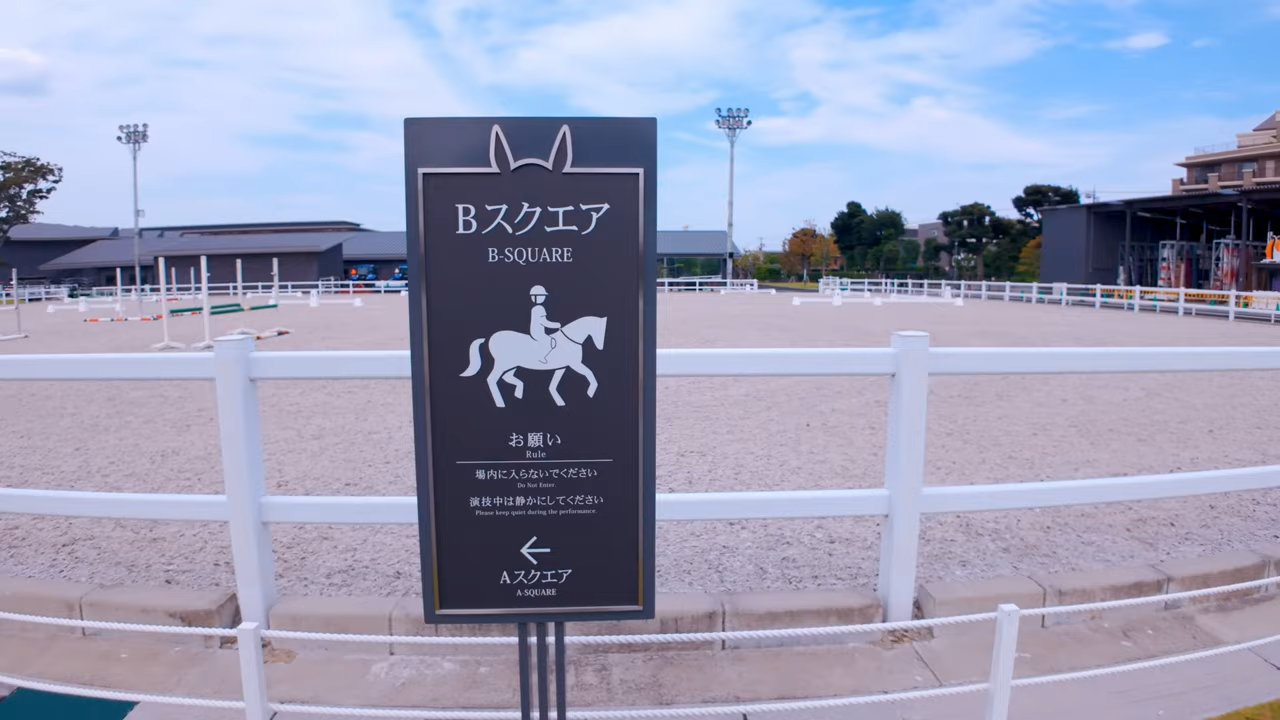 Bスクエア
B-SQUARE
お願い
Rule
場内に入らないでください
Do Not Enter.
演技中は静かにしてください
Please keep quiet during the performance.
Aスクエア
A-SQUARE